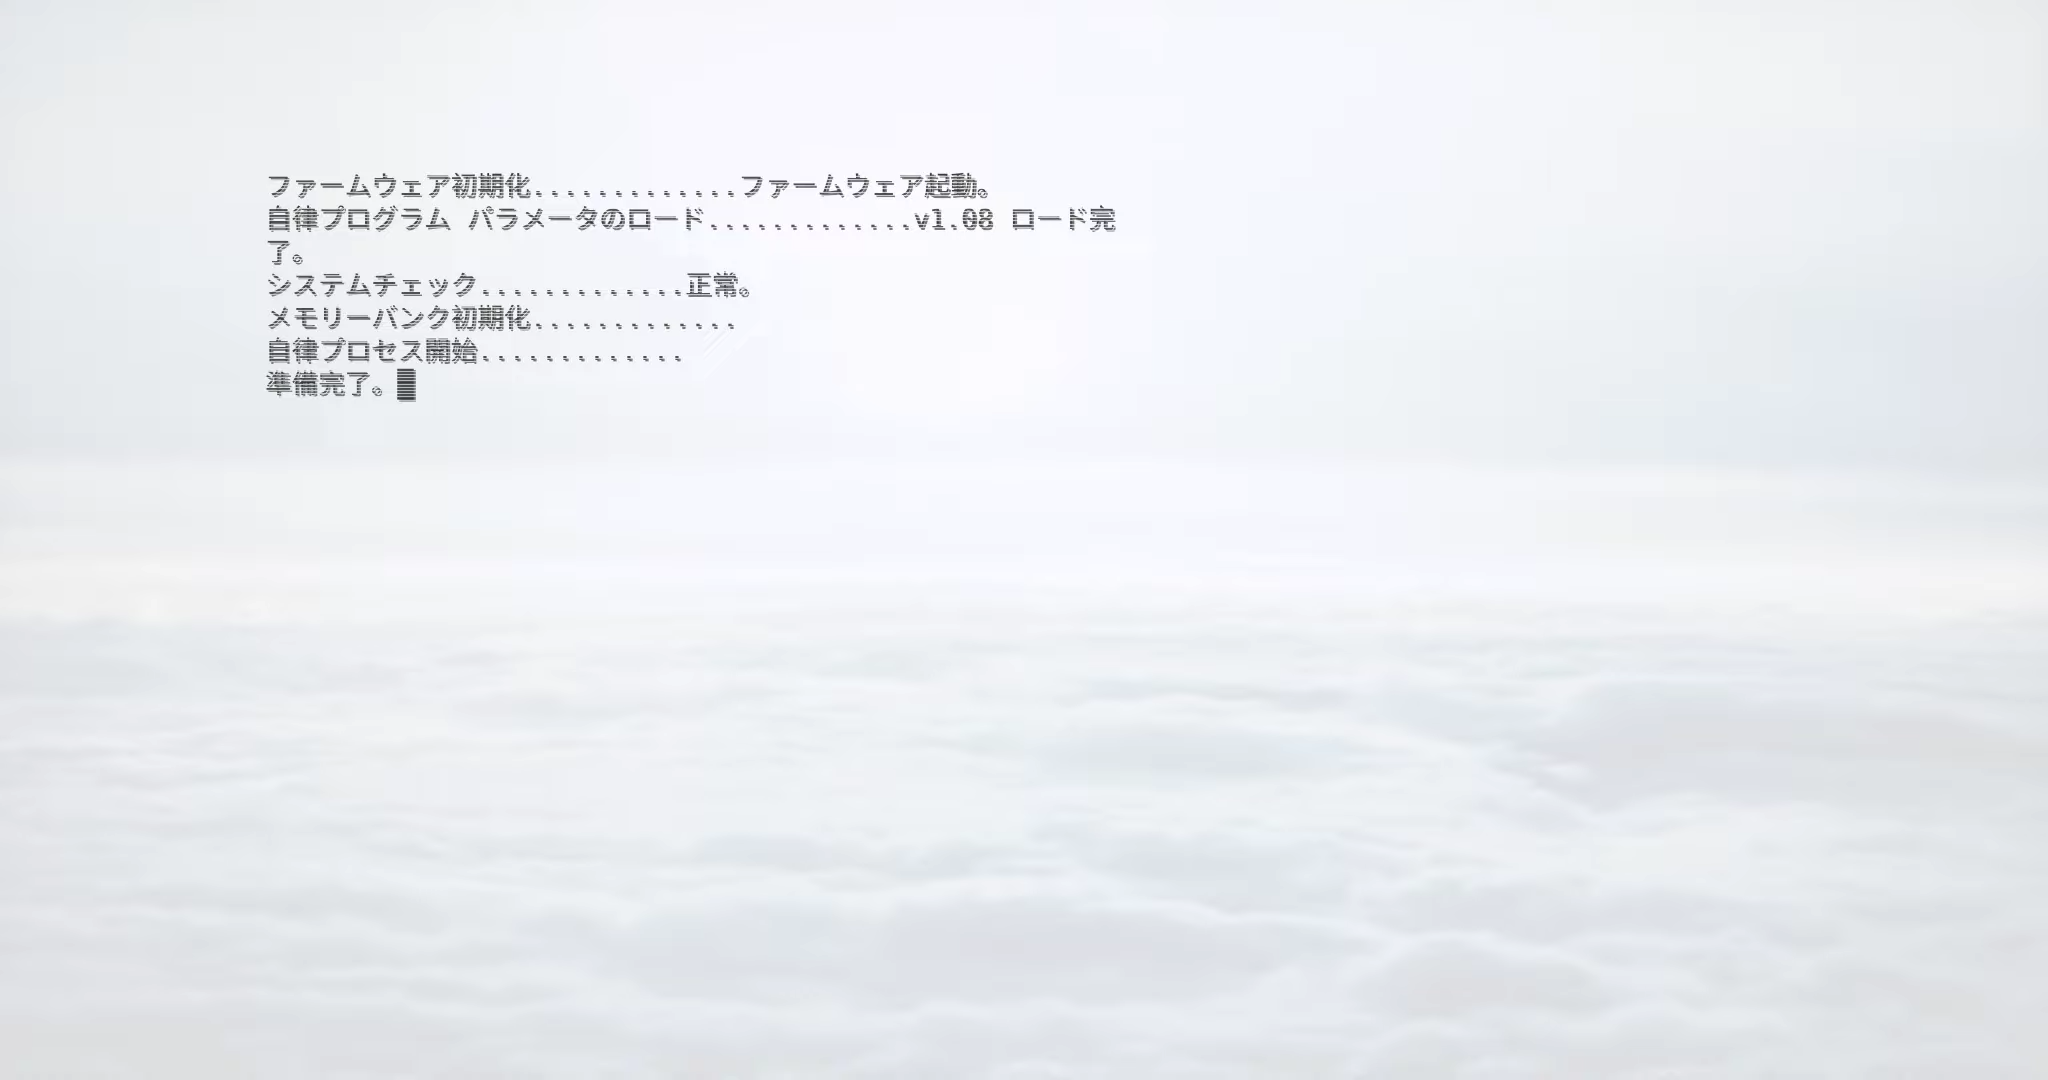 ファームウェア初期化.............ファームウェア起動。
自律プログラム パラメータのロード.............v1.08 ロード完
了。
システムチェック.............正常。
メモリーバンク初期化.............
自律プロセス開始.............
準備完了。